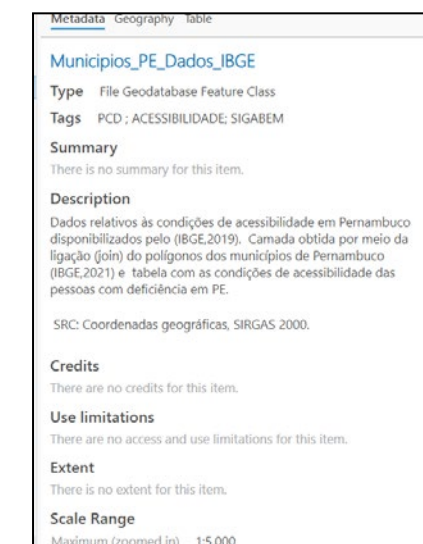 Metadata Geography Table
Municipios_PE_Dados_IBGE
Type File Geodatabase Feature Class
Tags PCD ; ACESSIBILIDADE; SIGABEM
Summary
There is no summary for this item.
Description
Dados relativos às condições de acessibilidade em Pernambuco
disponibilizados pelo (IBGE,2019). Camada obtida por meio da
ligação (join) do polígonos dos municípios de Pernambuco
(IBGE,2021) e tabela com as condições de acessibilidade das
pessoas com deficiência em PE.
SRC: Coordenadas geográficas, SIRGAS 2000.
Credits
There are no credits for this item.
Use limitations
There are no access and use limitations for this item.
Extent
There is no extent for this item.
Scale Range
Maximum (zoomed in) 1:5,000